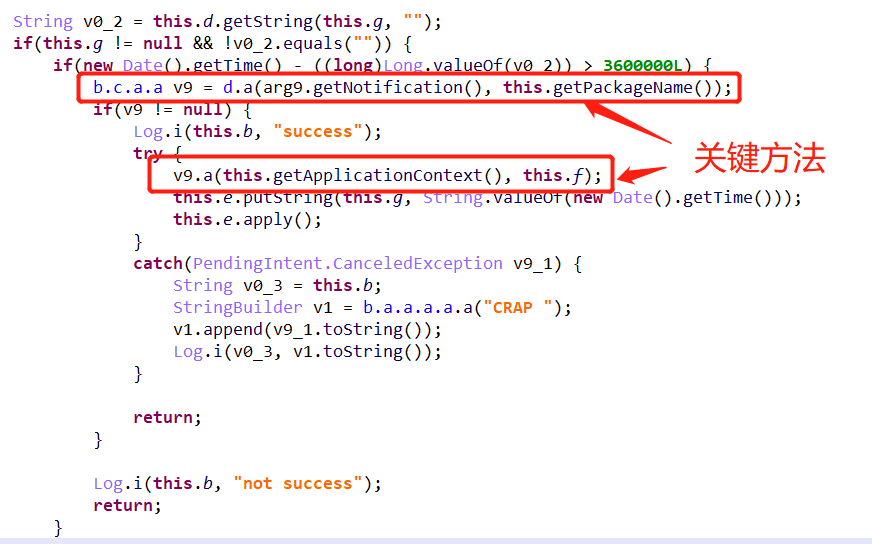 String v0_2 = this.d.getString(this.g, "");
if(this.g != null && !v0_2.equals("")) {
if(new Date().getTime() - ((long)Long.valueOf(v0_2)) > 3600000L) {
b.c.a.a v9 = d.a(arg9.getNotification(), this.getPackageName());
if(v9 != null) {
Log.i(this.b, "success");
try {
v9.a(this.getApplicationContext(), this.f);
this.e.putString(this.g, String.valueOf(new Date().getTime()));
this.e.apply();
}
catch(PendingIntent.CanceledException v9_1) {
String v0_3 = this.b;
StringBuilder v1 = b.a.a.a.a.a("CRAP ");
v1.append(v9_1.toString());
Log.i(v0_3, v1.toString());
}
return;
}
Log.i(this.b, "not success");
return;
}
关键方法